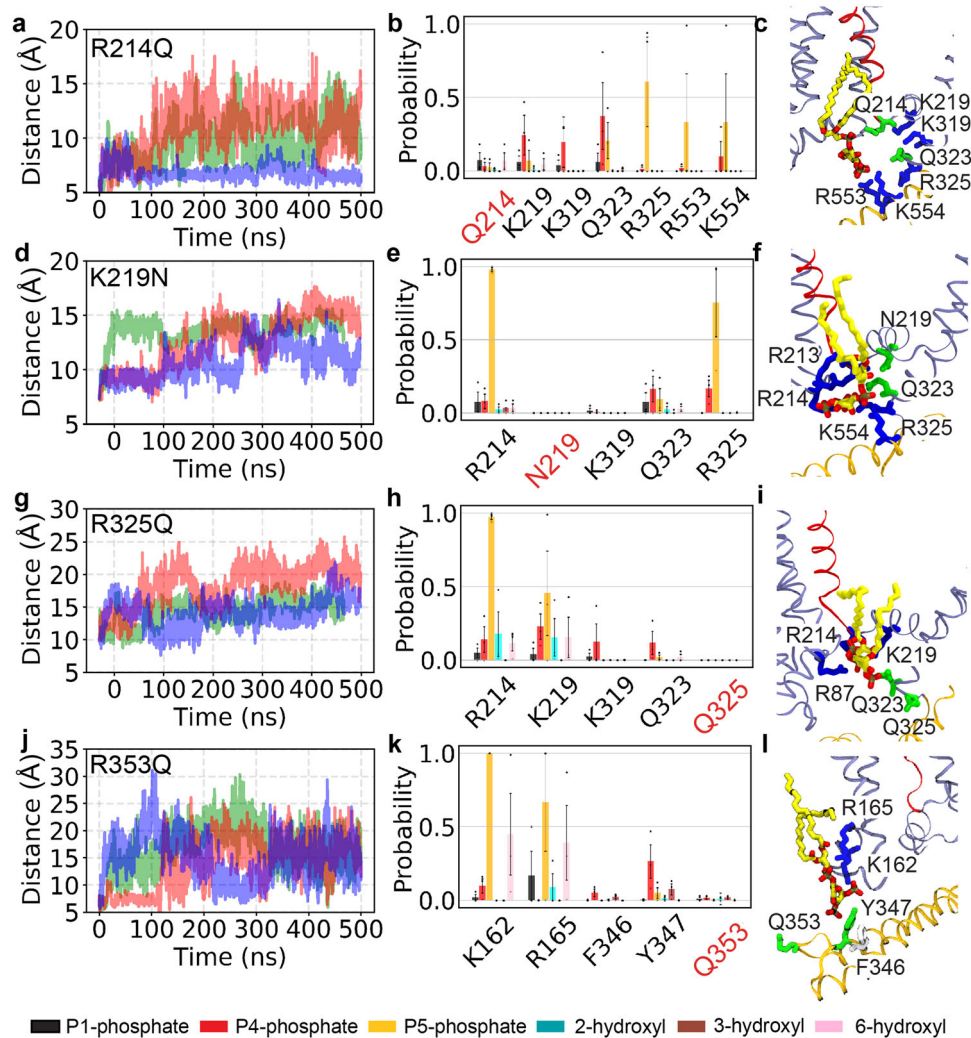 a
R214Q
Distance (Å)
20
15
10
5
0 100 200 300 400 500
Time (ns)
b
Probability
1.0
0.5
0.0
Q214 K219 K319 Q323 R325 R553 K554
c
Q214
K219
K319
Q323
R325
R553
K554
d
K219N
Distance (Å)
20
15
10
5
0 100 200 300 400 500
Time (ns)
e
Probability
1.0
0.5
0.0
R214 N219 K319 Q323 R325
f
N219
R213
Q323
R214
K554
R325
g
R325Q
Distance (Å)
30
25
20
15
10
5
0 100 200 300 400 500
Time (ns)
h
Probability
1.0
0.5
0.0
R214 K219 K319 Q323 Q325
i
R214
K219
R87
Q323
Q325
j
R353Q
Distance (Å)
35
30
25
20
15
10
5
0 100 200 300 400 500
Time (ns)
k
Probability
1.0
0.5
0.0
K162 R165 F346 Y347 Q353
l
R165
K162
Y347
Q353
F346
P1-phosphate P4-phosphate P5-phosphate 2-hydroxyl 3-hydroxyl 6-hydroxyl